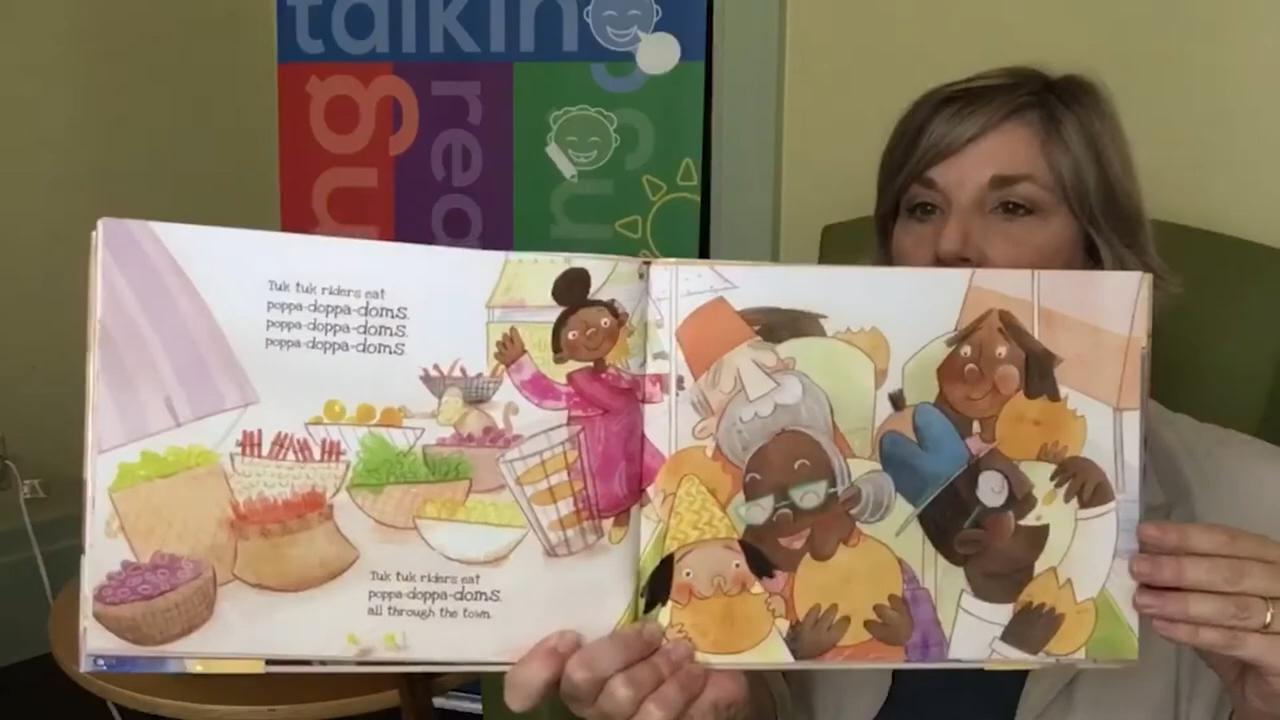 talkin
g
u
rea
ng
Tuk tuk riders eat
poppa-doppa-doms.
poppa-doppa-doms.
poppa-doppa-doms.
Tuk tuk riders eat
poppa-doppa-doms.
all through the town.